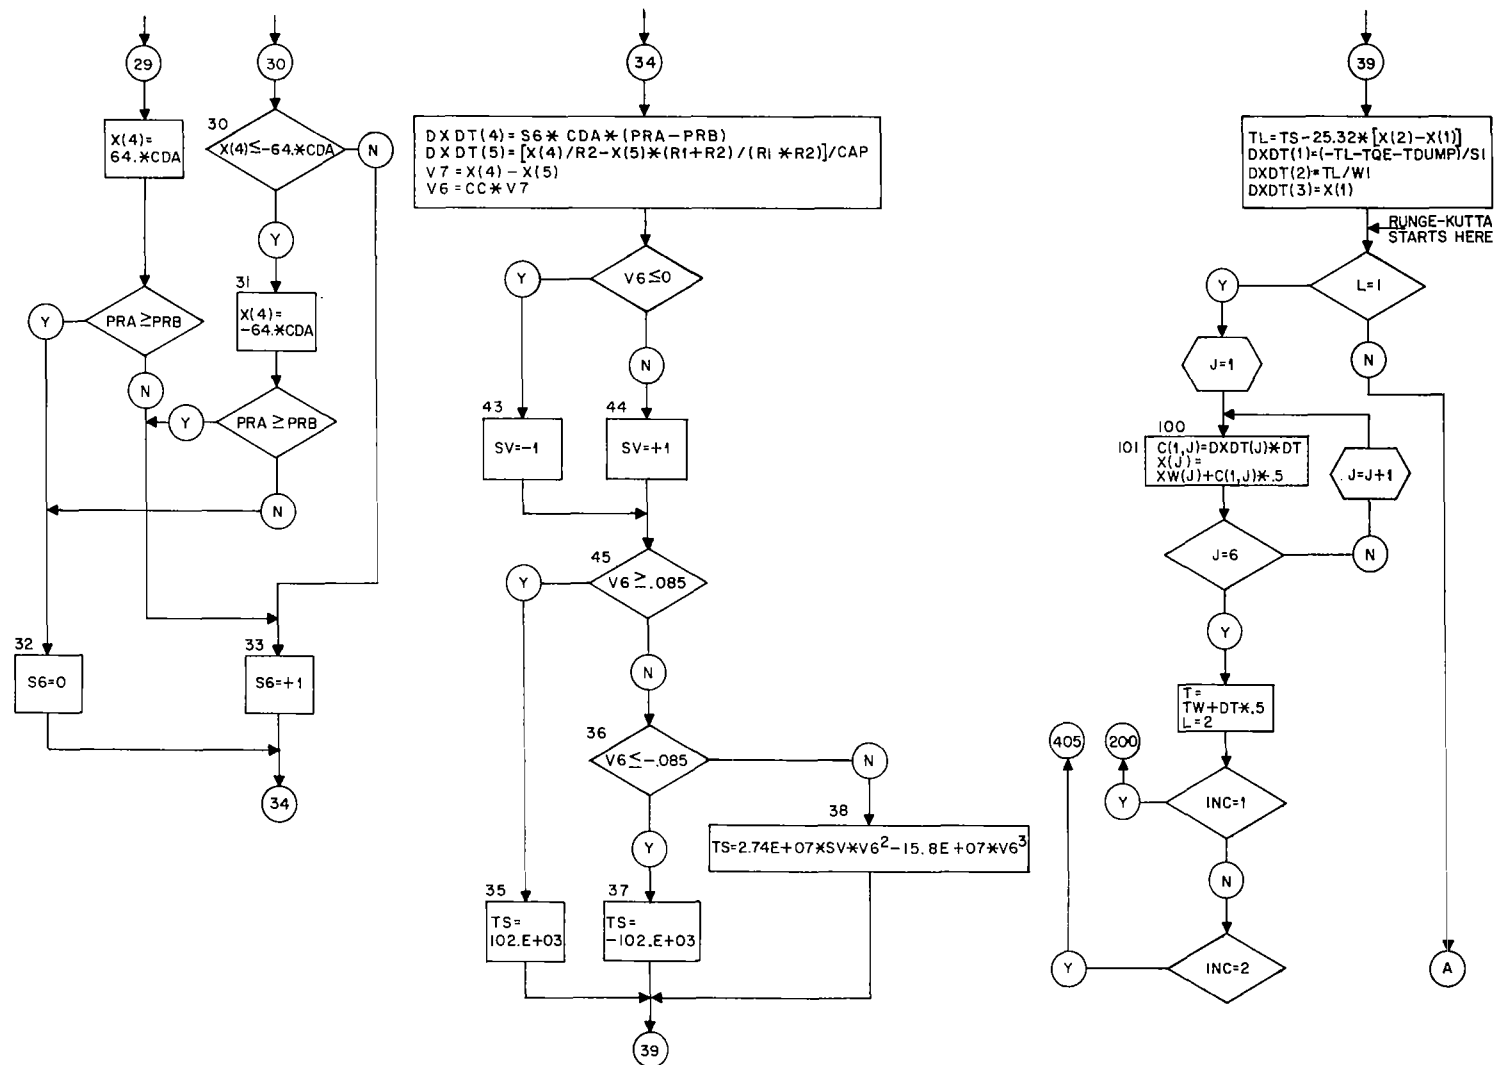 29
X(4)=
64.*CDA
PRA≥PRB
Y
N
32
S6=0
30
30
X(4)≤-64.*CDA
N
Y
31
X(4)=
-64.*CDA
PRA≥PRB
Y
N
33
S6=+1
34
34
DXDT(4)=S6*CDA*(PRA-PRB)
DXDT(5)=[X(4)/R2-X(5)*(R1+R2)/(R1*R2)]/CAP
V7=X(4)-X(5)
V6=CC*V7
V6≤0
Y
N
43
SV=-1
44
SV=+1
45
V6≥.085
Y
N
36
V6≤-.085
N
Y
38
TS=2.74E+07*SV*V6²-15.8E+07*V6³
35
TS=
102.E+03
37
TS=
-102.E+03
39
39
TL=TS-25.32*[X(2)-X(1)]
DXDT(1)=(-TL-TQE-TDUMP)/SI
DXDT(2)=TL/WI
DXDT(3)=X(1)
RUNGE-KUTTA
STARTS HERE
L=1
Y
N
J=1
100
101
C(1,J)=DXDT(J)*DT
X(J)=
XW(J)+C(1,J)*.5
J=J+1
J=6
N
Y
T=
TW+DT*.5
L=2
405
200
INC=1
Y
N
INC=2
Y
A